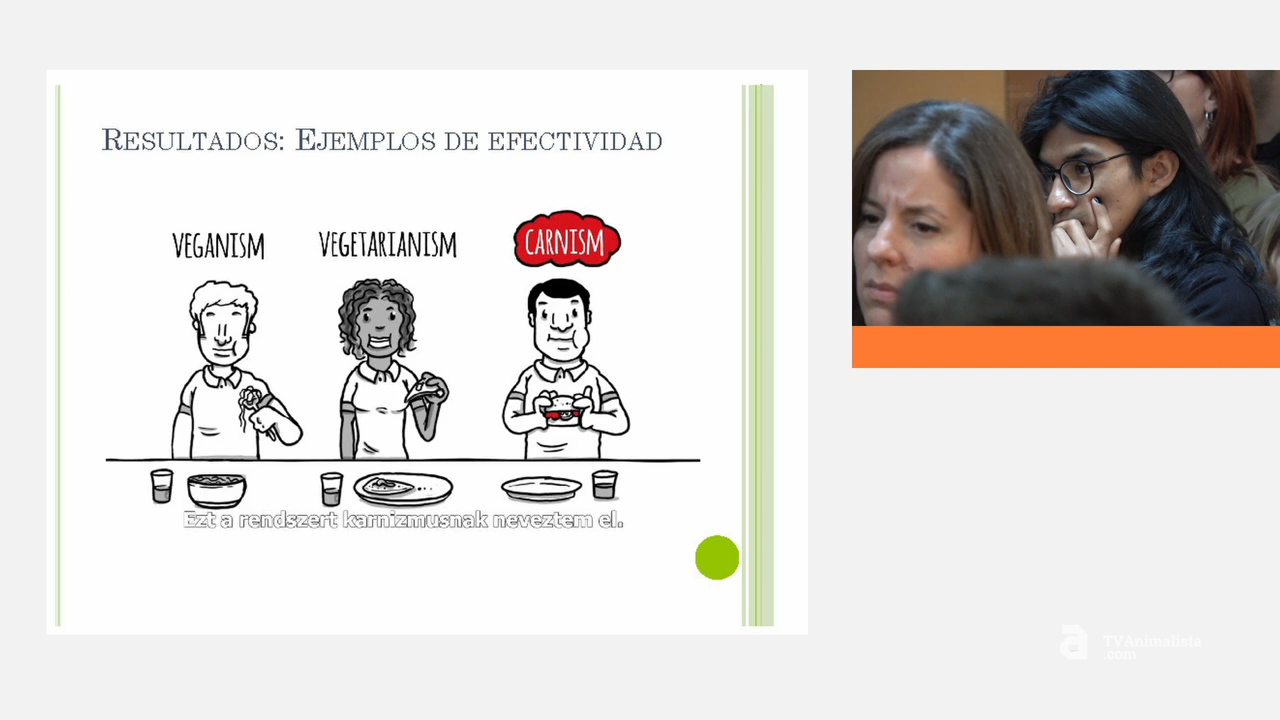 RESULTADOS: EJEMPLOS DE EFECTIVIDAD
VEGANISM
VEGETARIANISM
CARNISM
Ezt a rendszert karnizmusnak neveztem el.
a
TVAnimalista
.com